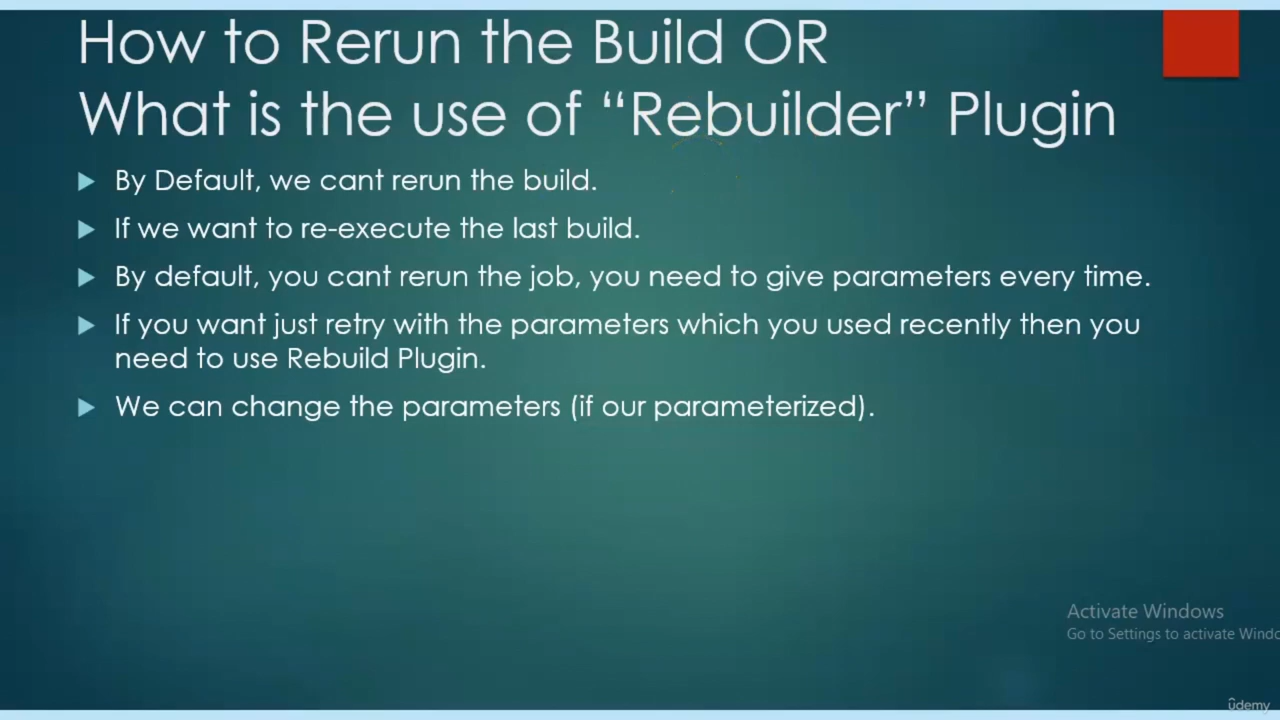 How to Rerun the Build OR
What is the use of “Rebuilder” Plugin
By Default, we cant rerun the build.
If we want to re-execute the last build.
By default, you cant rerun the job, you need to give parameters every time.
If you want just retry with the parameters which you used recently then you
need to use Rebuild Plugin.
We can change the parameters (if our parameterized).
Activate Windows
Go to Settings to activate Windo
ûdemy